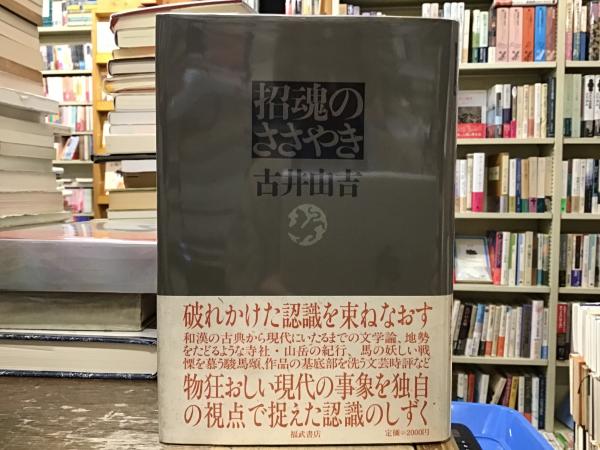 招魂の
ささやき
古井由吉
破れかけた認識を束ねなおす
和漢の古典から現代にいたるまでの文学論、地勢
をたどるような寺社・山岳の紀行、馬の妖しい戦
慄を慕う駿馬頌、作品の基底部を洗う文芸時評など
物狂おしい現代の事象を独自
の視点で捉えた認識のしずく
福武書店
定価=2000円